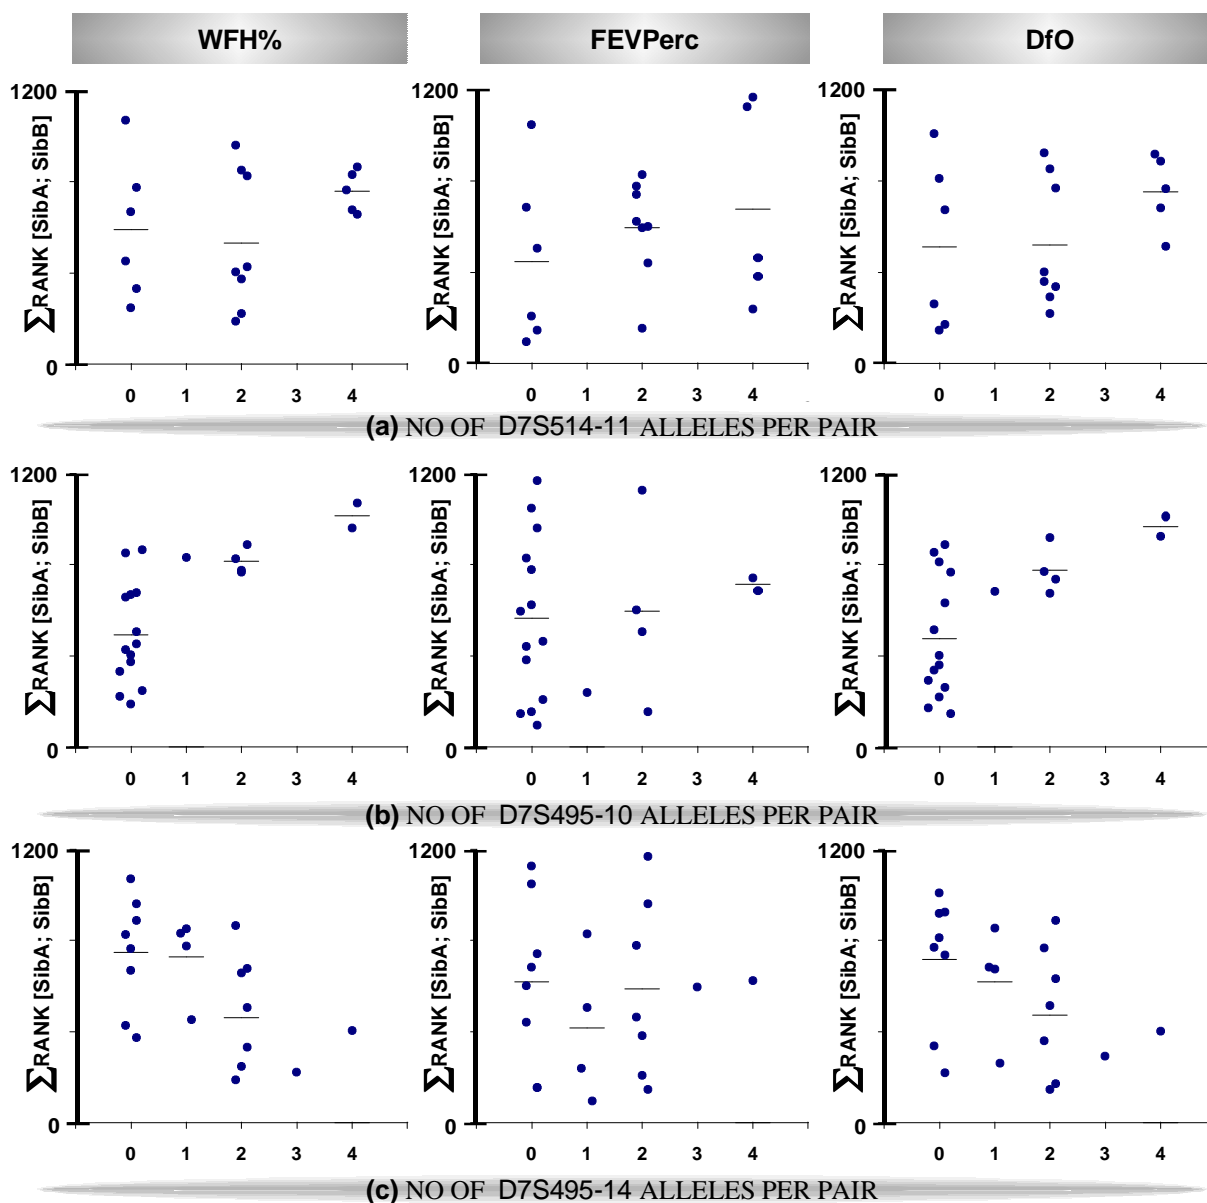 WFH% FEVPerc DfO
1200 1200 1200
∑RANK [SibA; SibB] ∑RANK [SibA; SibB] ∑RANK [SibA; SibB]
0 0 0
0 1 2 3 4 0 1 2 3 4 0 1 2 3 4
(a) NO OF D7S514-11 ALLELES PER PAIR
1200 1200 1200
∑RANK [SibA; SibB] ∑RANK [SibA; SibB] ∑RANK [SibA; SibB]
0 0 0
0 1 2 3 4 0 1 2 3 4 0 1 2 3 4
(b) NO OF D7S495-10 ALLELES PER PAIR
1200 1200 1200
∑RANK [SibA; SibB] ∑RANK [SibA; SibB] ∑RANK [SibA; SibB]
0 0 0
0 1 2 3 4 0 1 2 3 4 0 1 2 3 4
(c) NO OF D7S495-14 ALLELES PER PAIR